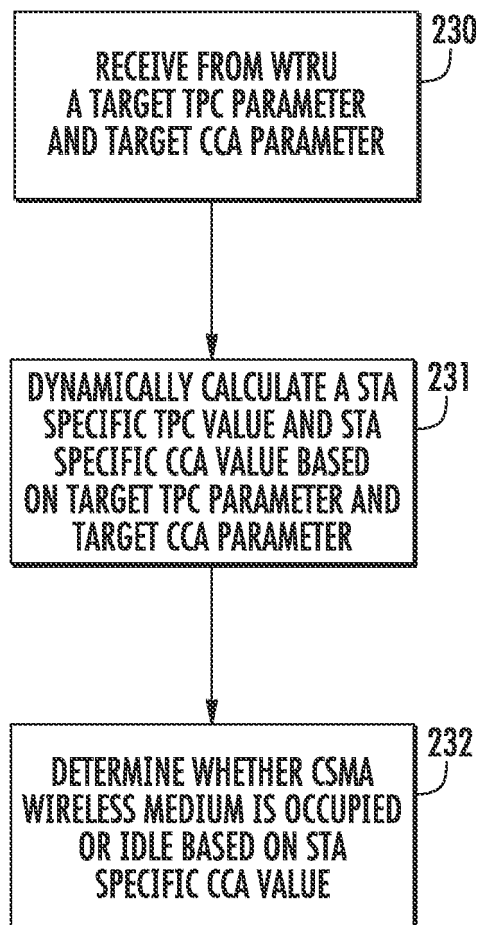 230
RECEIVE FROM WTRU
A TARGET TPC PARAMETER
AND TARGET CCA PARAMETER
231
DYNAMICALLY CALCULATE A STA
SPECIFIC TPC VALUE AND STA
SPECIFIC CCA VALUE BASED
ON TARGET TPC PARAMETER AND
TARGET CCA PARAMETER
232
DETERMINE WHETHER CSMA
WIRELESS MEDIUM IS OCCUPIED
OR IDLE BASED ON STA
SPECIFIC CCA VALUE